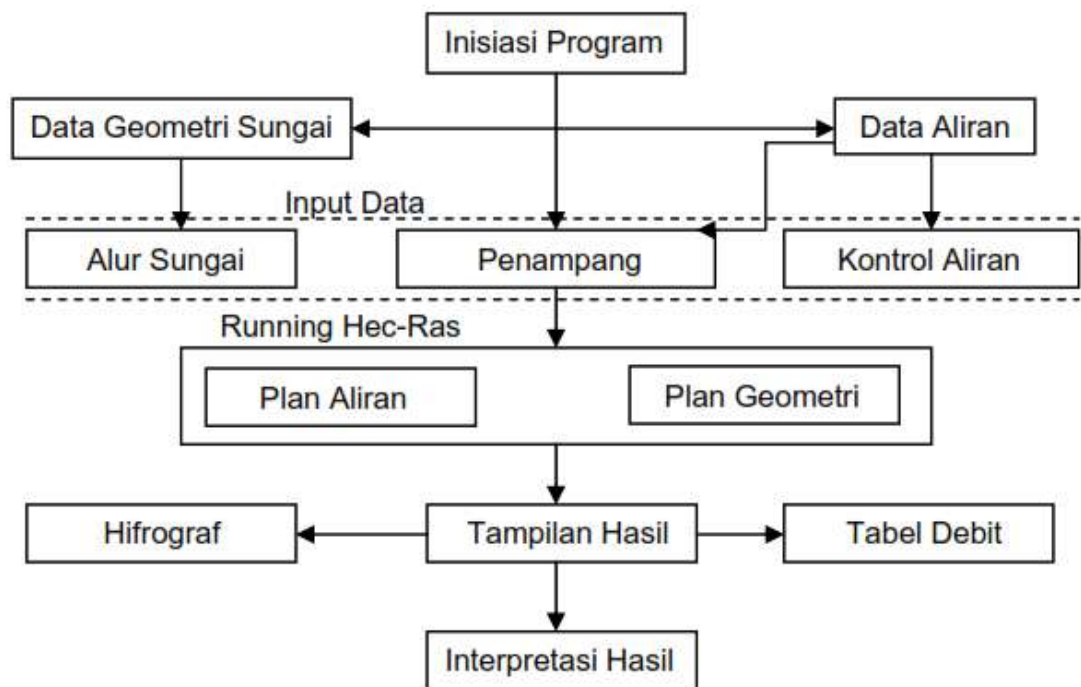 Inisiasi Program
Data Geometri Sungai
Data Aliran
Input Data
Alur Sungai
Penampang
Kontrol Aliran
Running Hec-Ras
Plan Aliran
Plan Geometri
Hifrograf
Tampilan Hasil
Tabel Debit
Interpretasi Hasil